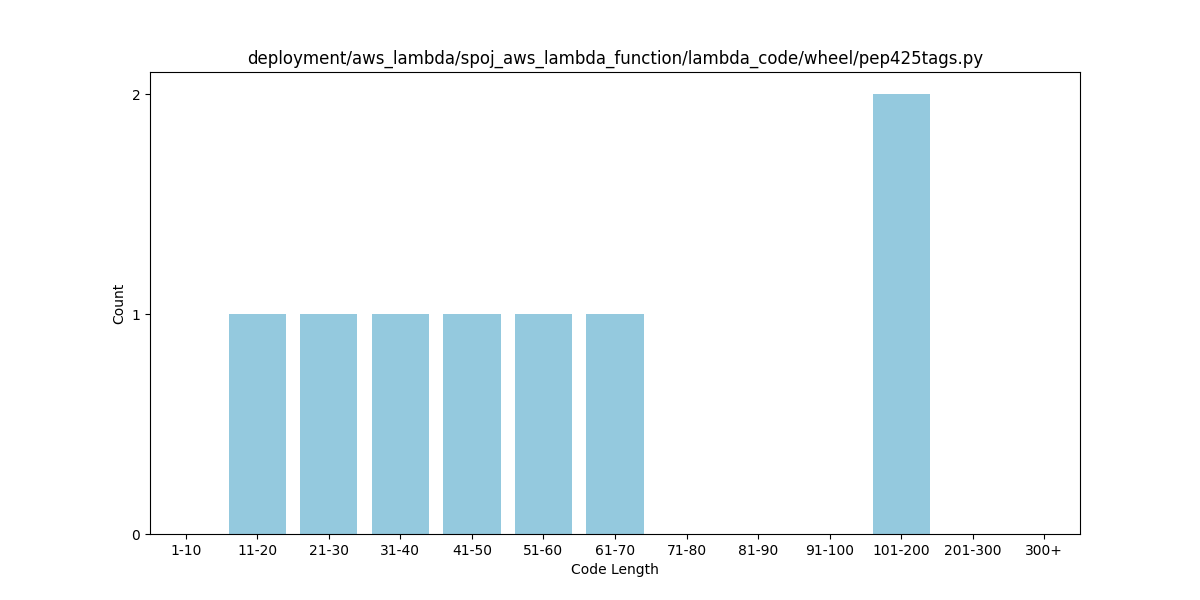 deployment/aws_lambda/spoj_aws_lambda_function/lambda_code/wheel/pep425tags.py
2
1
0
Count
1-10 11-20 21-30 31-40 41-50 51-60 61-70 71-80 81-90 91-100 101-200 201-300 300+
Code Length